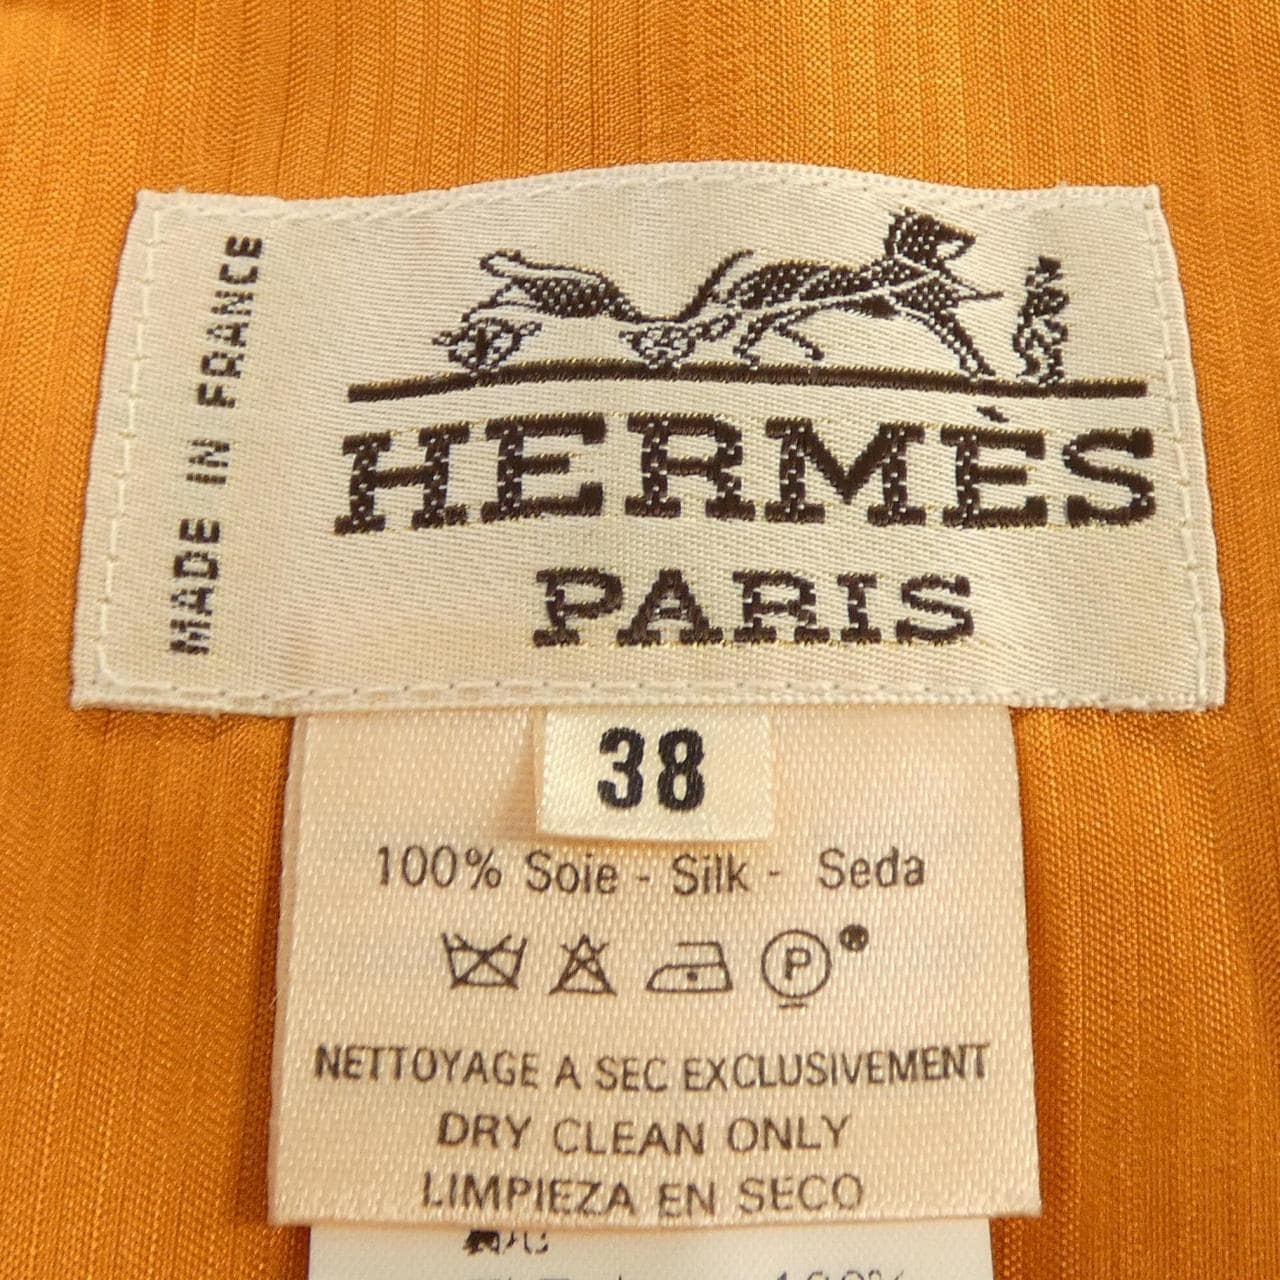 MADE IN FRANCE
HERMÈS
PARIS
38
100% Soie - Silk - Seda
P
NETTOYAGE A SEC EXCLUSIVEMENT
DRY CLEAN ONLY
LIMPIEZA EN SECO
100%